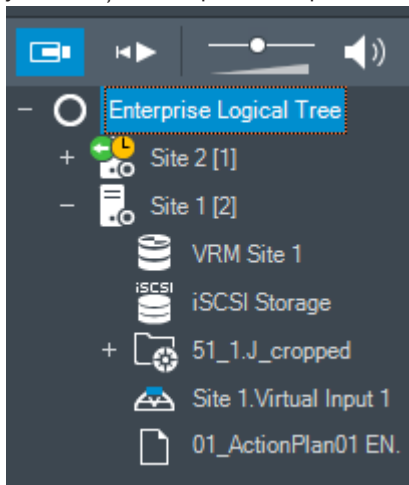 Enterprise Logical Tree
Site 2 [1]
Site 1 [2]
VRM Site 1
iSCSI
iSCSI Storage
51_1.J_cropped
Site 1.Virtual Input 1
01_ActionPlan01 EN.